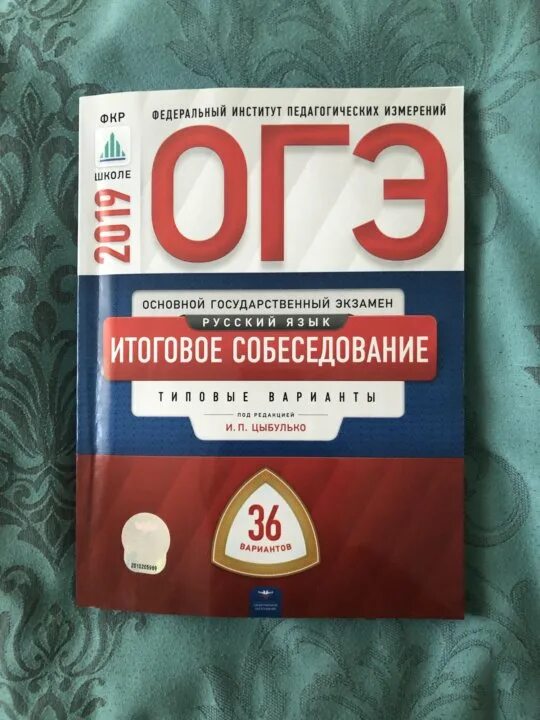 ФКР
ШКОЛЕ
2019
ФЕДЕРАЛЬНЫЙ ИНСТИТУТ ПЕДАГОГИЧЕСКИХ ИЗМЕРЕНИЙ
ОГЭ
ОСНОВНОЙ ГОСУДАРСТВЕННЫЙ ЭКЗАМЕН
РУССКИЙ ЯЗЫК
ИТОГОВОЕ СОБЕСЕДОВАНИЕ
ТИПОВЫЕ ВАРИАНТЫ
ПОД РЕДАКЦИЕЙ
И. П. ЦЫБУЛЬКО
36
ВАРИАНТОВ